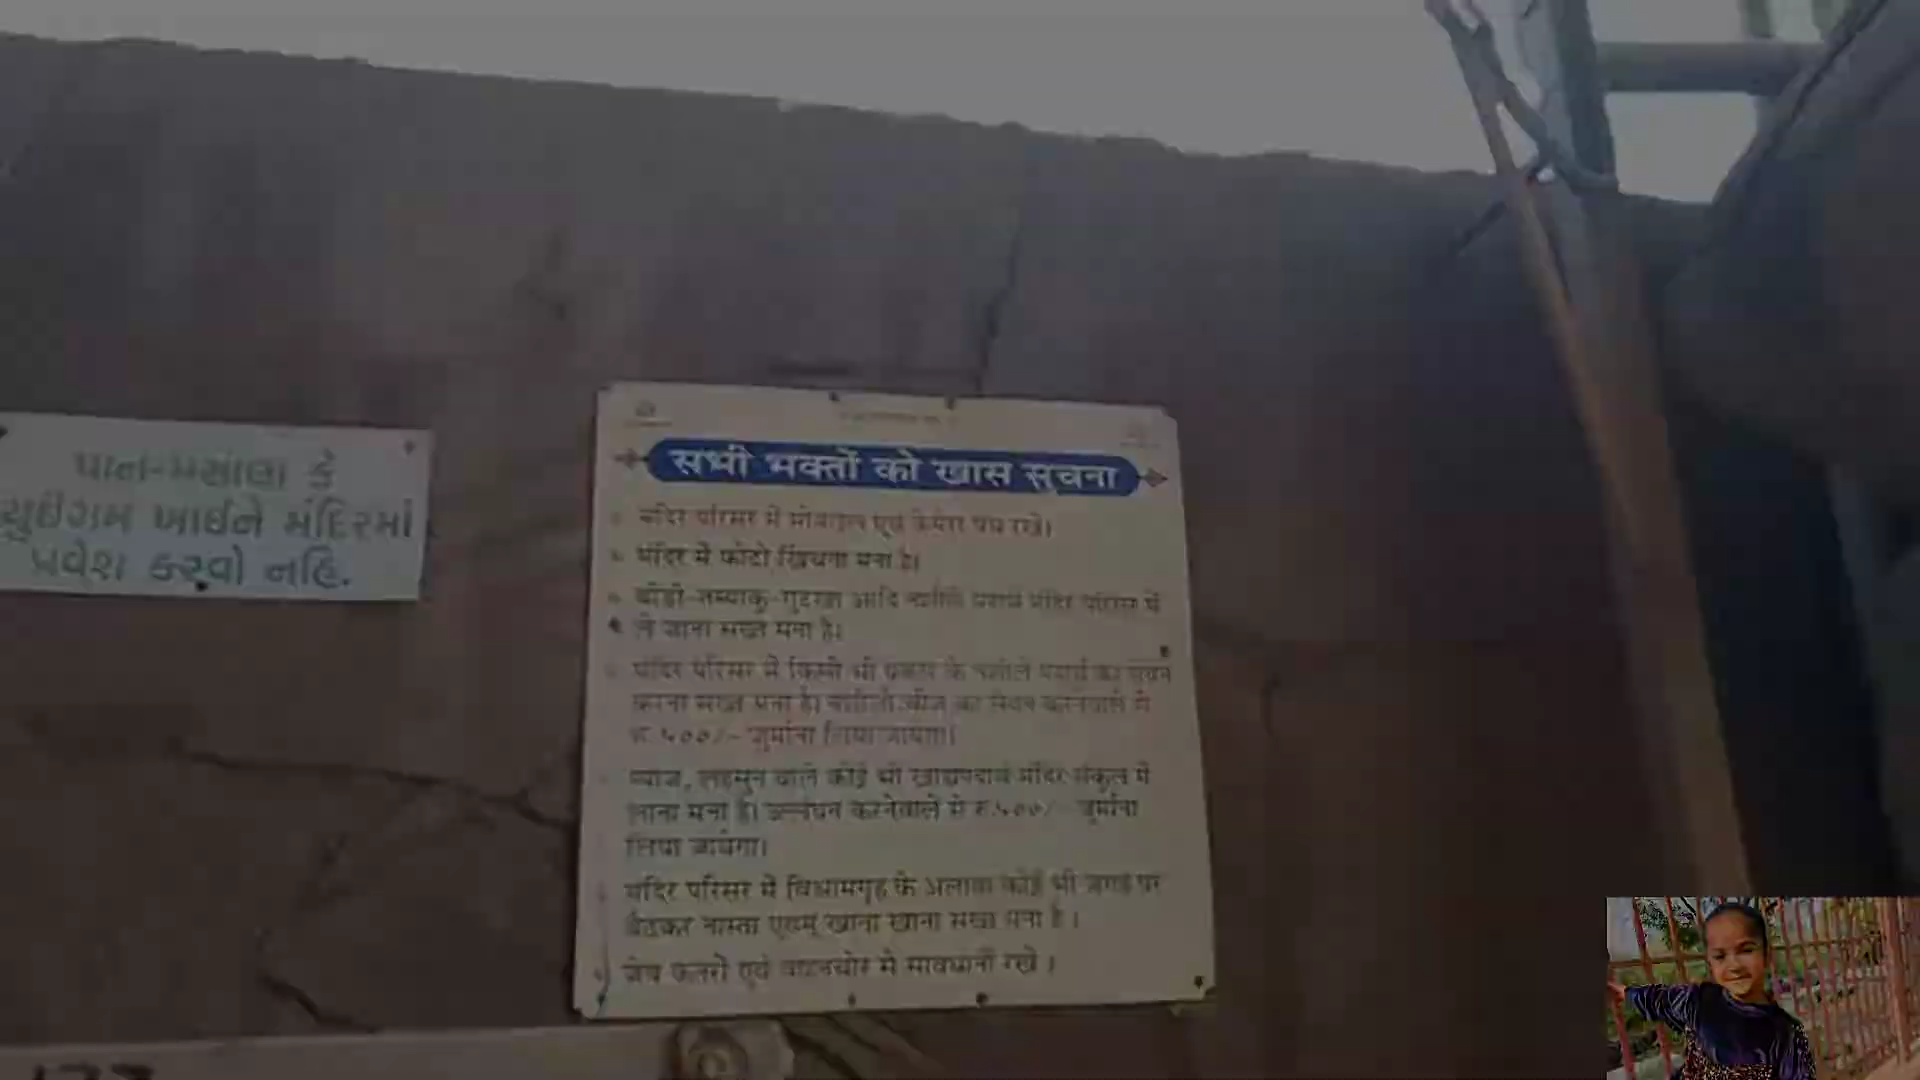 પાન-મસાલા કે
ચુઈંગમ ખાઈને મંદિરમાં
પ્રવેશ કરવો નહિ.
सभी भक्तों को खास सूचना
मंदिर परिसर में मोबाइल एवं केमेरा बंध रखें।
मंदिर में फोटो खिंचना मना है।
बीडी-तम्बाकु-गुटखा आदि नशीले पदार्थ मंदिर परिसर में
ले जाना सख्त मना है।
मंदिर परिसर में किसी भी प्रकार के नशीले पदार्थ का सेवन
करना सख्त मना है। नशीली चीज का सेवन करनेवाले से
रु.५००/- जुर्माना लिया जायेगा।
प्याज, लहसुन वाले कोई भी खाद्यपदार्थ मंदिर संकुल में
लाना मना है। उल्लंघन करनेवाले से रु.५००/- जुर्माना
लिया जायेगा।
मंदिर परिसर में विश्रामगृह के अलावा कोई भी जगह पर
बैठकर नास्ता एवम् खाना खाना सख्त मना है।
जेब कतरों एवं चोर से सावधानी रखें।